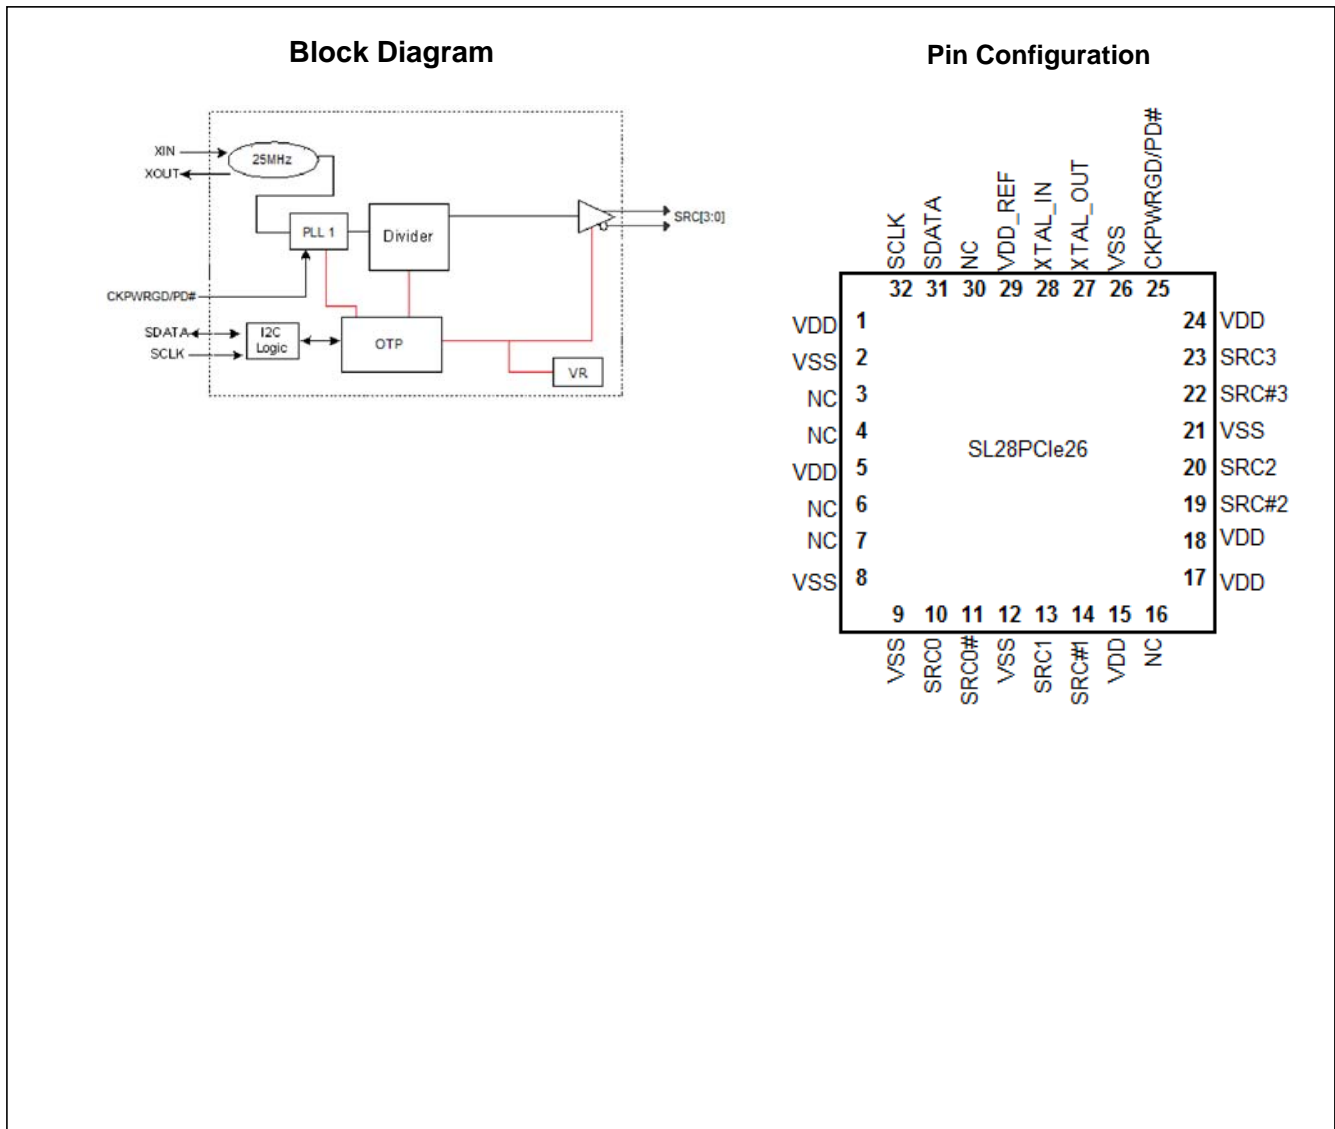 Block Diagram
XIN
XOUT
25MHz
PLL 1
Divider
SRC[3:0]
CKPWRGD/PD#
SDATA
SCLK
I2C
Logic
OTP
VR
Pin Configuration
SCLK
SDATA
NC
VDD_REF
XTAL_IN
XTAL_OUT
VSS
CKPWRGD/PD#
32 31 30 29 28 27 26 25
VDD 1
VSS 2
NC 3
NC 4
VDD 5
NC 6
NC 7
VSS 8
SL28PCIe26
24 VDD
23 SRC3
22 SRC#3
21 VSS
20 SRC2
19 SRC#2
18 VDD
17 VDD
9 10 11 12 13 14 15 16
VSS
SRC0
SRC0#
VSS
SRC1
SRC#1
VDD
NC